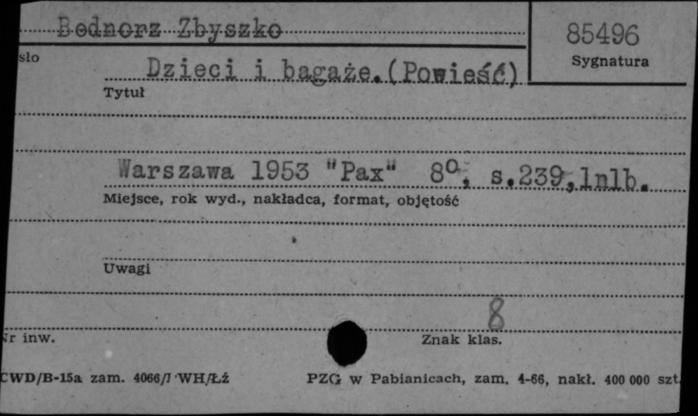 Bednorz Zbyszko
85496
sło
Sygnatura
Dzieci i bagaże.(Powieść)
Tytuł
Warszawa 1953 "Pax" 8⁰, s.239,1nlb.
Miejsce, rok wyd., nakładca, format, objętość
Uwagi
8
Nr inw.
Znak klas.
CWD/B-15a zam. 4066/I WH/Łż
PZG w Pabianicach, zam. 4-66, nakł. 400 000 szt.